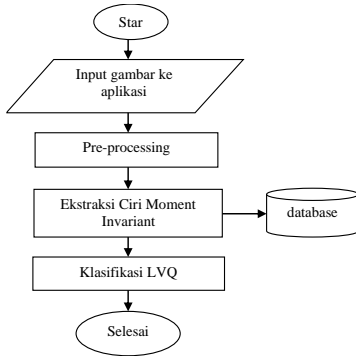 Star
Input gambar ke
aplikasi
Pre-processing
Ekstraksi Ciri Moment
Invariant
database
Klasifikasi LVQ
Selesai